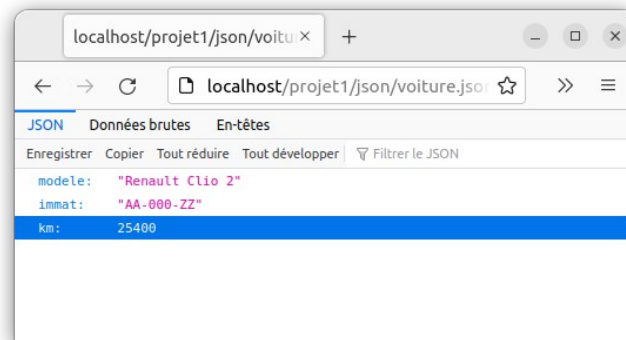 localhost/projet1/json/voitu
localhost/projet1/json/voiture.json
JSON Données brutes En-têtes
Enregistrer Copier Tout réduire Tout développer Filtrer le JSON
modele: "Renault Clio 2"
immat: "AA-000-ZZ"
km: 25400